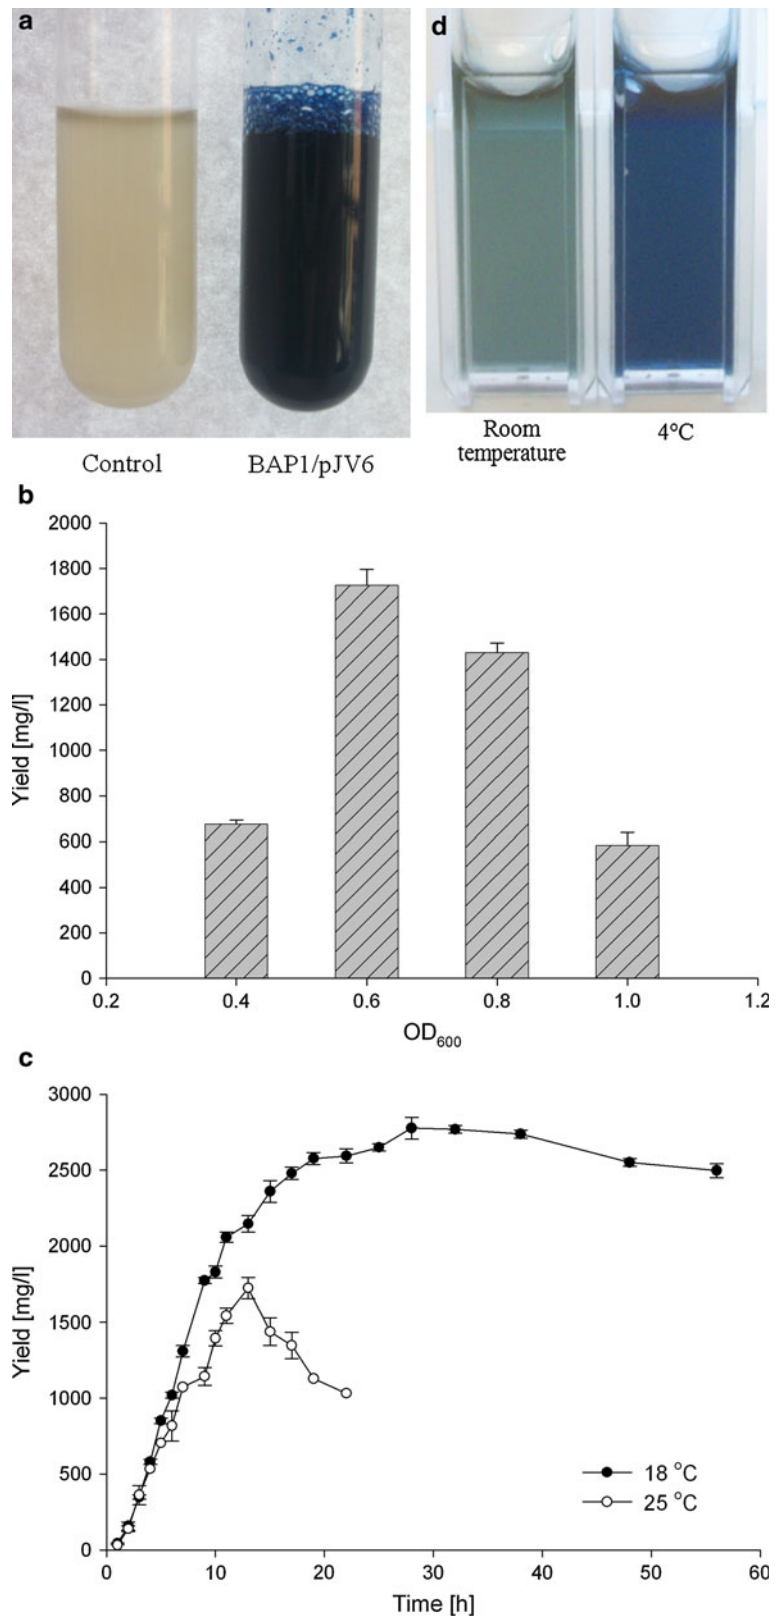 a
d
Control
BAP1/pJV6
Room
temperature
4°C
b
2000
1800
1600
1400
1200
1000
800
600
400
200
0
Yield [mg/l]
0.2
0.4
0.6
0.8
1.0
1.2
OD600
c
3000
2500
2000
1500
1000
500
0
Yield [mg/l]
18 °C
25 °C
0
10
20
30
40
50
60
Time [h]